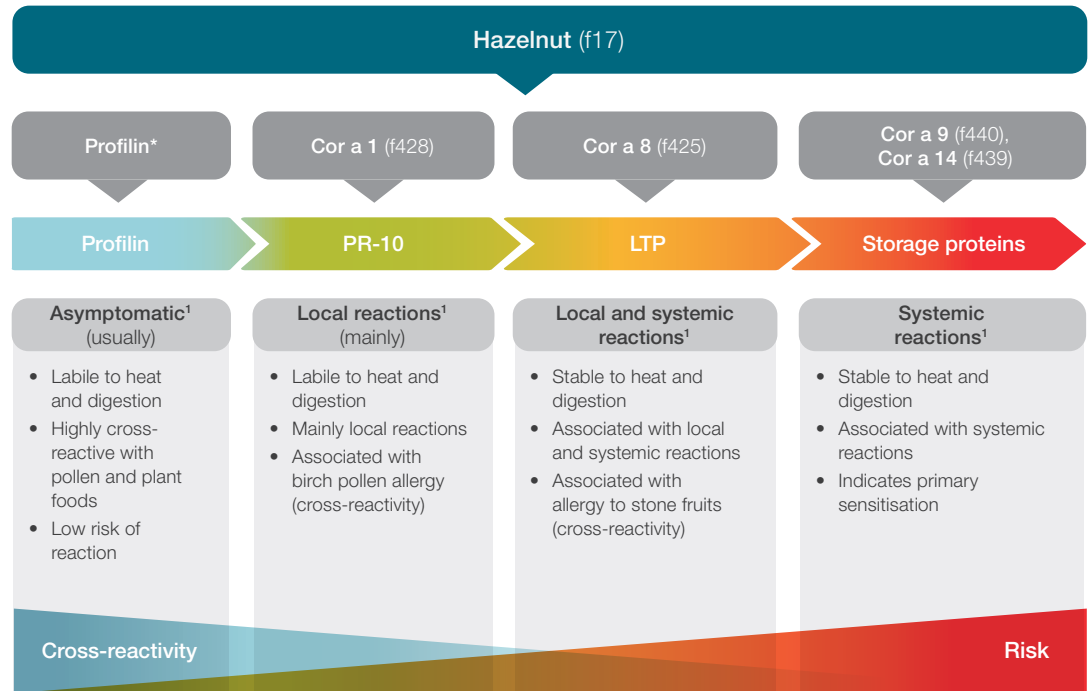 Hazelnut (f17)
Profilin*
Cor a 1 (f428)
Cor a 8 (f425)
Cor a 9 (f440),
Cor a 14 (f439)
Profilin
PR-10
LTP
Storage proteins
Asymptomatic¹
(usually)
• Labile to heat
and digestion
• Highly cross-
reactive with
pollen and plant
foods
• Low risk of
reaction
Local reactions¹
(mainly)
• Labile to heat and
digestion
• Mainly local reactions
• Associated with
birch pollen allergy
(cross-reactivity)
Local and systemic
reactions¹
• Stable to heat and
digestion
• Associated with local
and systemic reactions
• Associated with
allergy to stone fruits
(cross-reactivity)
Systemic
reactions¹
• Stable to heat and
digestion
• Associated with systemic
reactions
• Indicates primary
sensitisation
Cross-reactivity
Risk